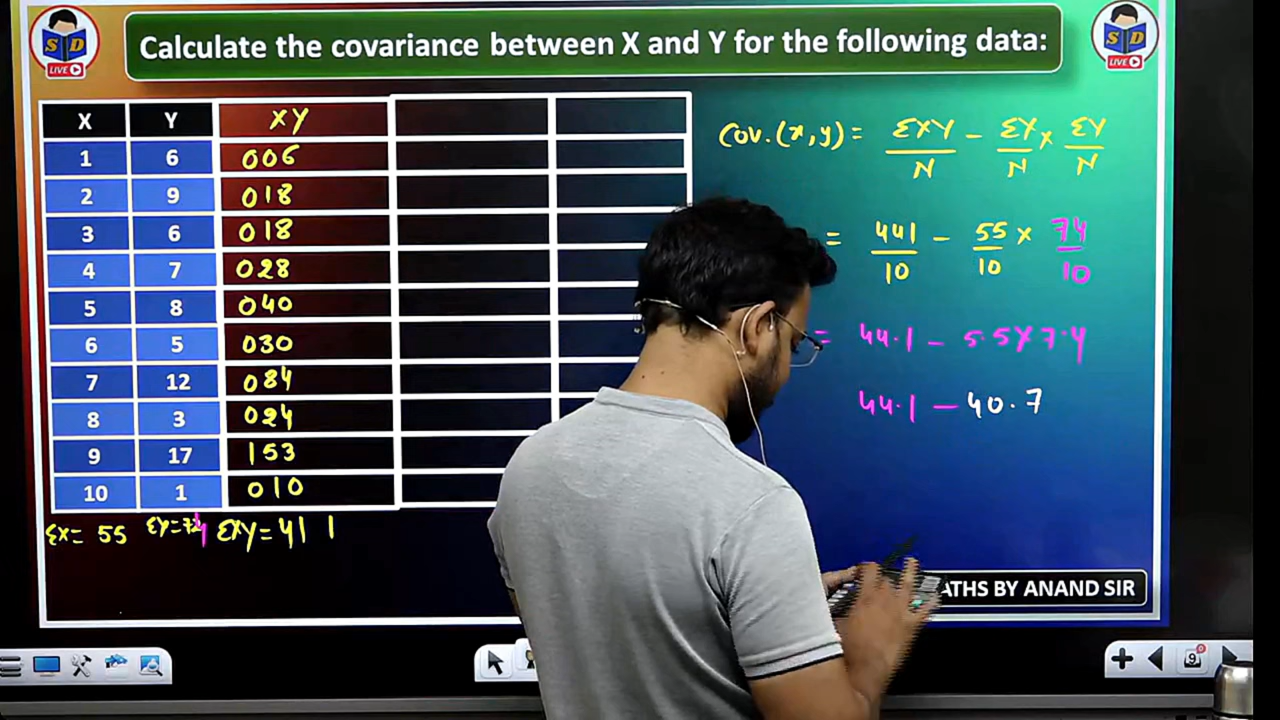 S D
LIVE
Calculate the covariance between X and Y for the following data:
S D
LIVE
X Y XY
1 6 006
2 9 018
3 6 018
4 7 028
5 8 040
6 5 030
7 12 084
8 3 024
9 17 153
10 1 010
ΣX = 55 ΣXY = 41 1
Cov.(x,y) = ΣXY/N - ΣX/N × ΣY/N
= 441/10 - 55/10 × 74/10
= 44.1 - 5.5 × 7.4
44.1 - 40.7
ATHS BY ANAND SIR
9